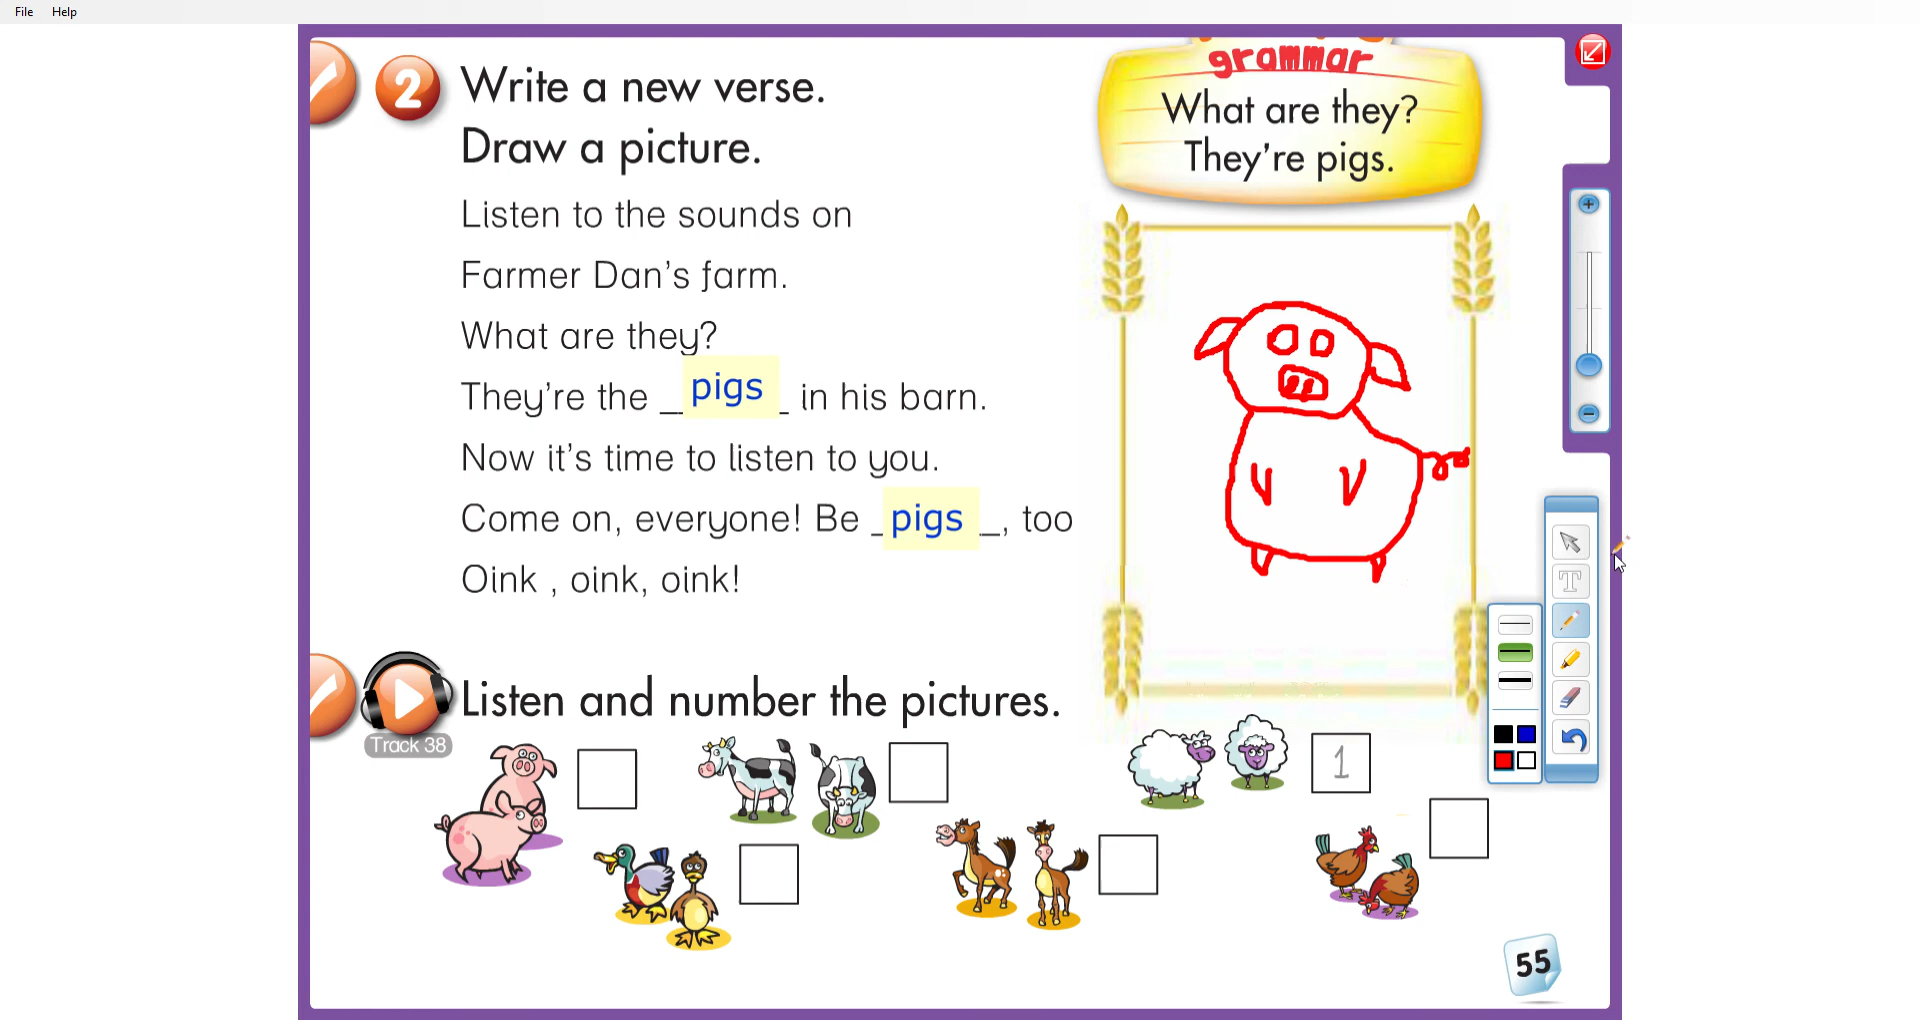 File Help
2 Write a new verse.
Draw a picture.
Listen to the sounds on
Farmer Dan's farm.
What are they?
They're the __pigs_ in his barn.
Now it's time to listen to you.
Come on, everyone! Be _pigs_, too
Oink , oink, oink!
grammar
What are they?
They're pigs.
Listen and number the pictures.
Track 38
1
T
55